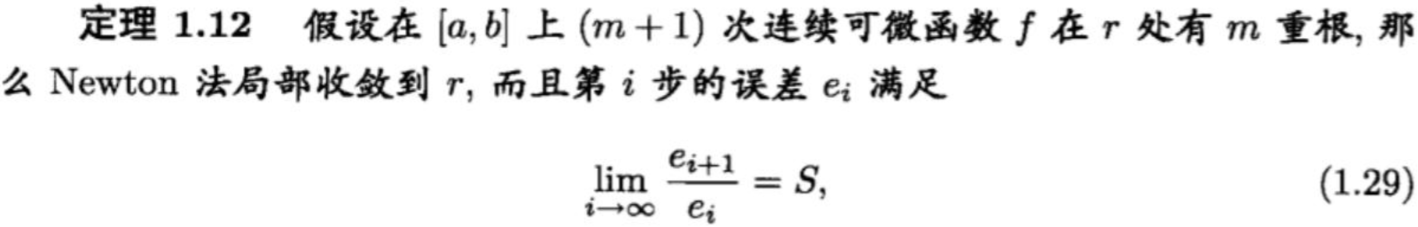 定理 1.12 假设在 [a, b] 上 (m + 1) 次连续可微函数 f 在 r 处有 m 重根, 那
么 Newton 法局部收敛到 r, 而且第 i 步的误差 e_i 满足
lim_{i→∞} e_{i+1}/e_i = S, (1.29)